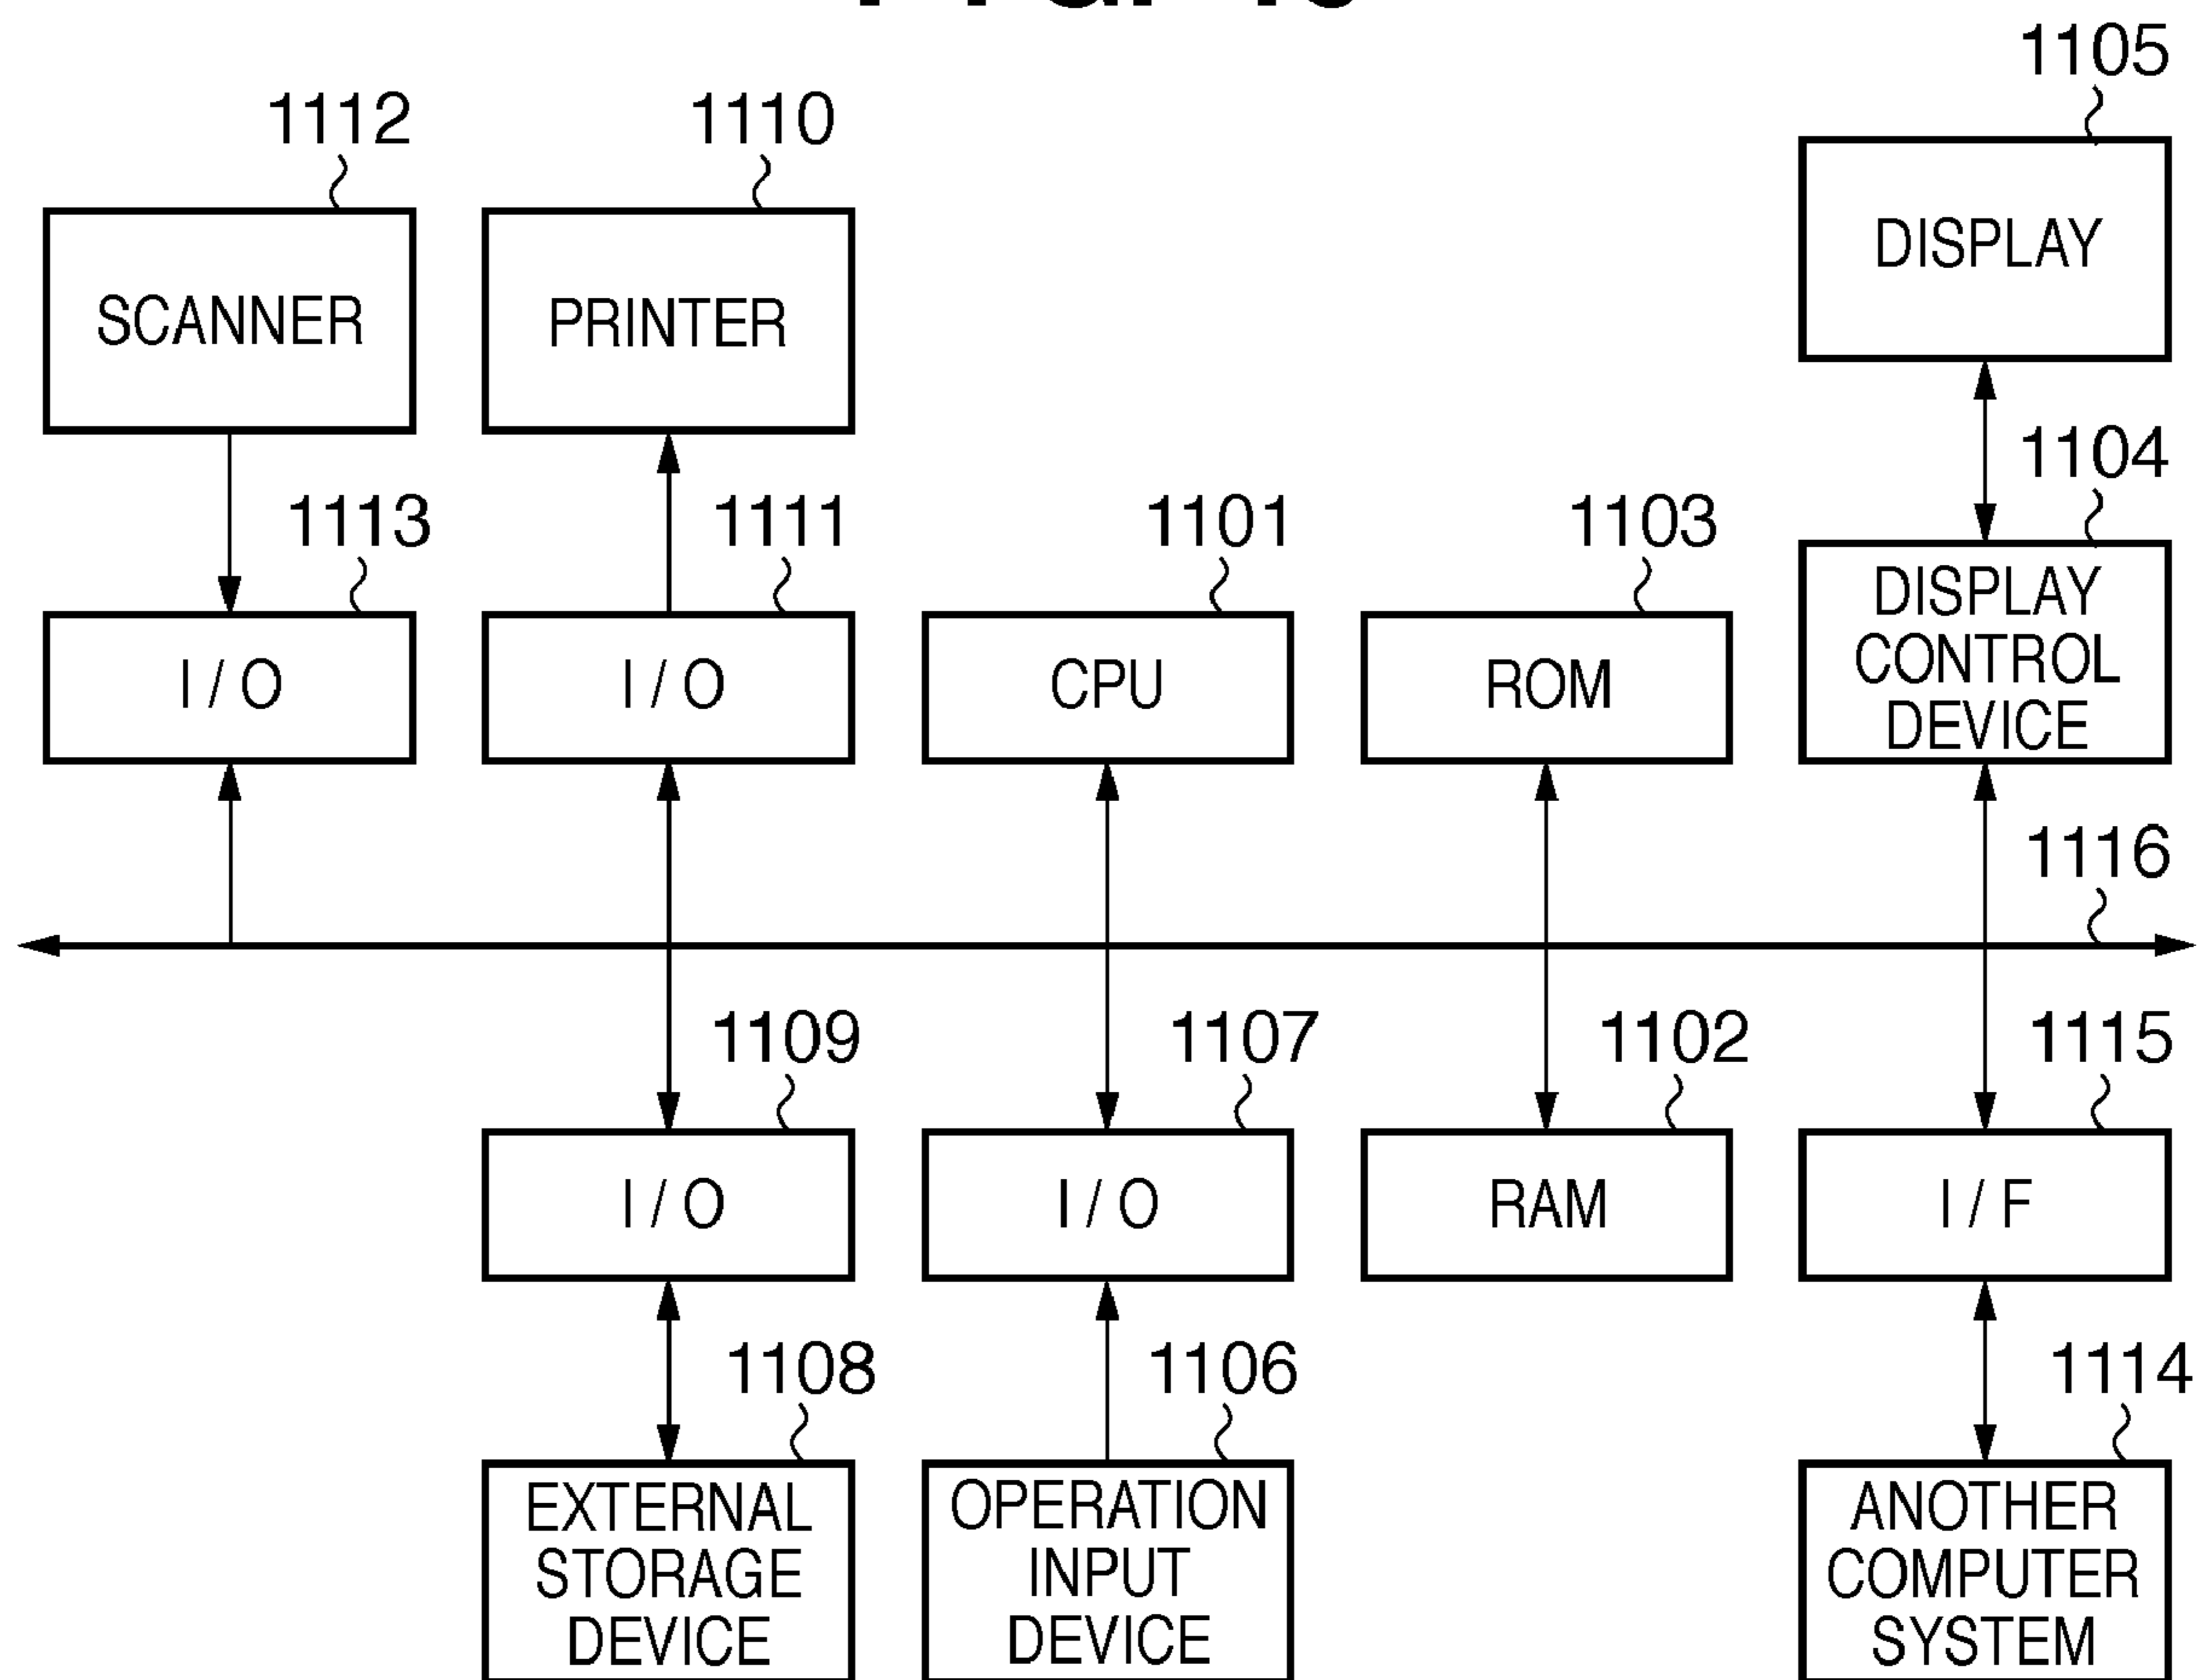 1105
1112
1110
DISPLAY
SCANNER
PRINTER
1104
1113
1111
1101
1103
DISPLAY
CONTROL
DEVICE
I / O
I / O
CPU
ROM
1116
1109
1107
1102
1115
I / O
I / O
RAM
I / F
1108
1106
1114
EXTERNAL
STORAGE
DEVICE
OPERATION
INPUT
DEVICE
ANOTHER
COMPUTER
SYSTEM